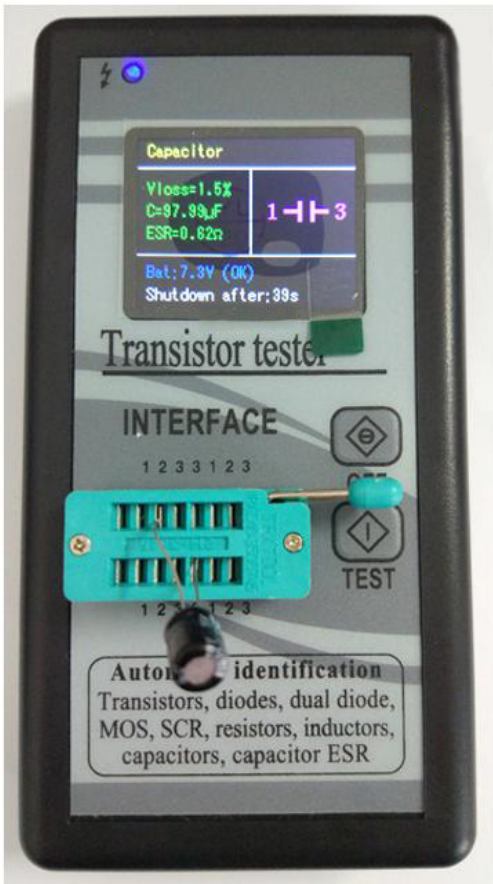 Capacitor
Vloss=1.5%
C=97.99µF
ESR=0.62Ω
1 3
Bat:7.3V (OK)
Shutdown after:39s
Transistor tester
INTERFACE
1 2 3 3 1 2 3
TEST
1 2 3 1 2 3
identification
Transistors, diodes, dual diode,
MOS, SCR, resistors, inductors,
capacitors, capacitor ESR